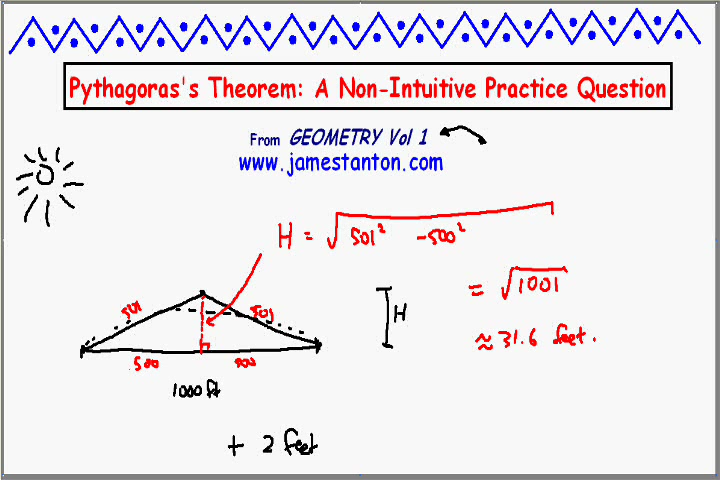 Pythagoras's Theorem: A Non-Intuitive Practice Question
From GEOMETRY Vol 1
www.jamestanton.com
H = √501² -500²
= √1001
≈ 31.6 feet.
501
501
H
500
500
1000 ft
+ 2 feet